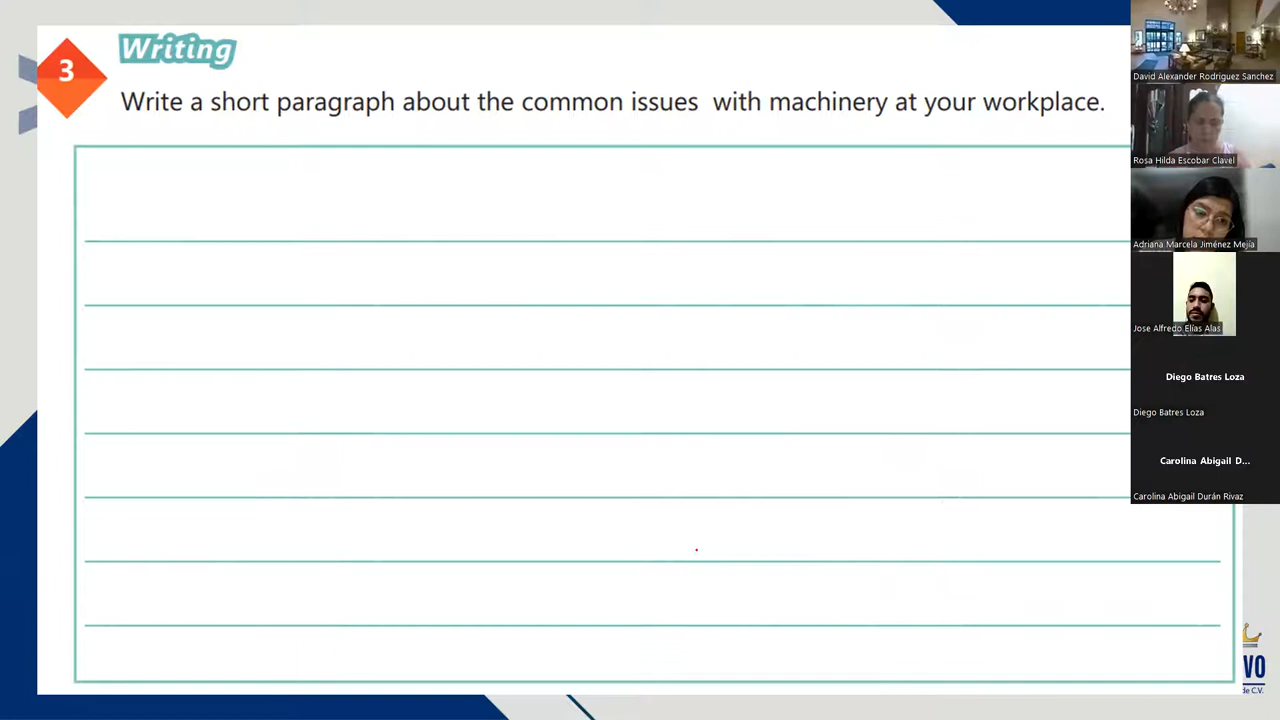 3
Writing
Write a short paragraph about the common issues with machinery at your workplace.
David Alexander Rodriguez Sanchez
Rosa Hilda Escobar Clavel
Adriana Marcela Jiménez Mejía
Jose Alfredo Elías Alas
Diego Batres Loza
Diego Batres Loza
Carolina Abigail D...
Carolina Abigail Durán Rivaz
VO
de C.V.